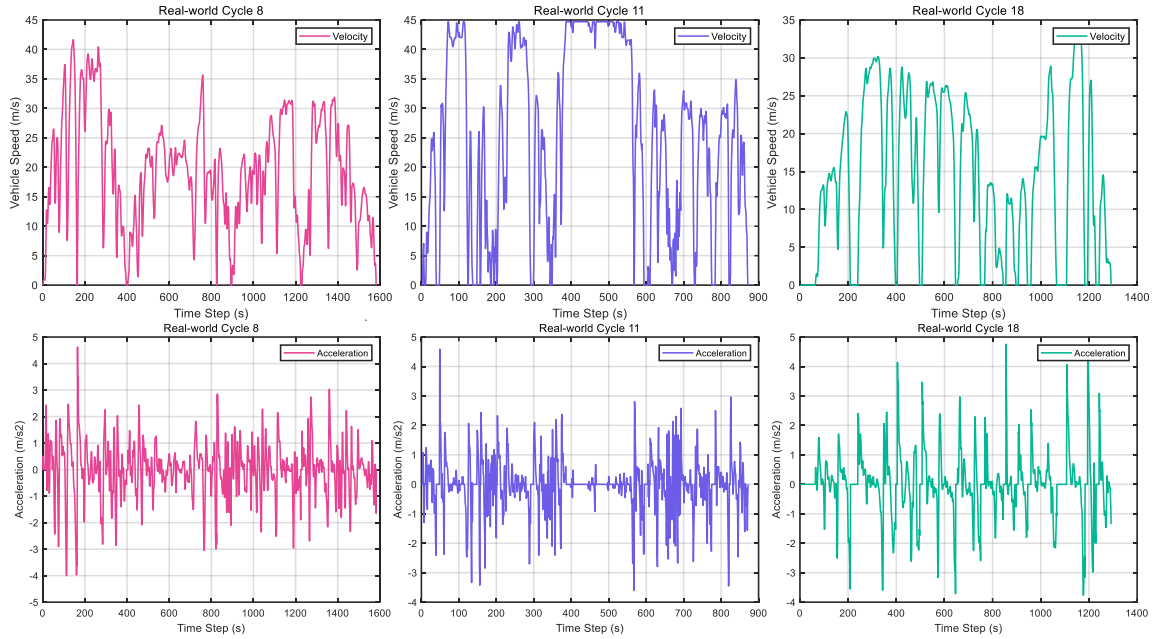 Real-world Cycle 8
Vehicle Speed (m/s)
45
40
35
30
25
20
15
10
5
0
Velocity
0 200 400 600 800 1000 1200 1400 1600
Time Step (s)
Real-world Cycle 11
Vehicle Speed (m/s)
45
40
35
30
25
20
15
10
5
0
Velocity
0 100 200 300 400 500 600 700 800 900
Time Step (s)
Real-world Cycle 18
Vehicle Speed (m/s)
35
30
25
20
15
10
5
0
Velocity
0 200 400 600 800 1000 1200 1400
Time Step (s)
Real-world Cycle 8
Acceleration (m/s2)
5
4
3
2
1
0
-1
-2
-3
-4
-5
Acceleration
0 200 400 600 800 1000 1200 1400 1600
Time Step (s)
Real-world Cycle 11
Acceleration (m/s2)
5
4
3
2
1
0
-1
-2
-3
-4
Acceleration
0 100 200 300 400 500 600 700 800 900
Time Step (s)
Real-world Cycle 18
Acceleration (m/s2)
5
4
3
2
1
0
-1
-2
-3
-4
Acceleration
0 200 400 600 800 1000 1200 1400
Time Step (s)